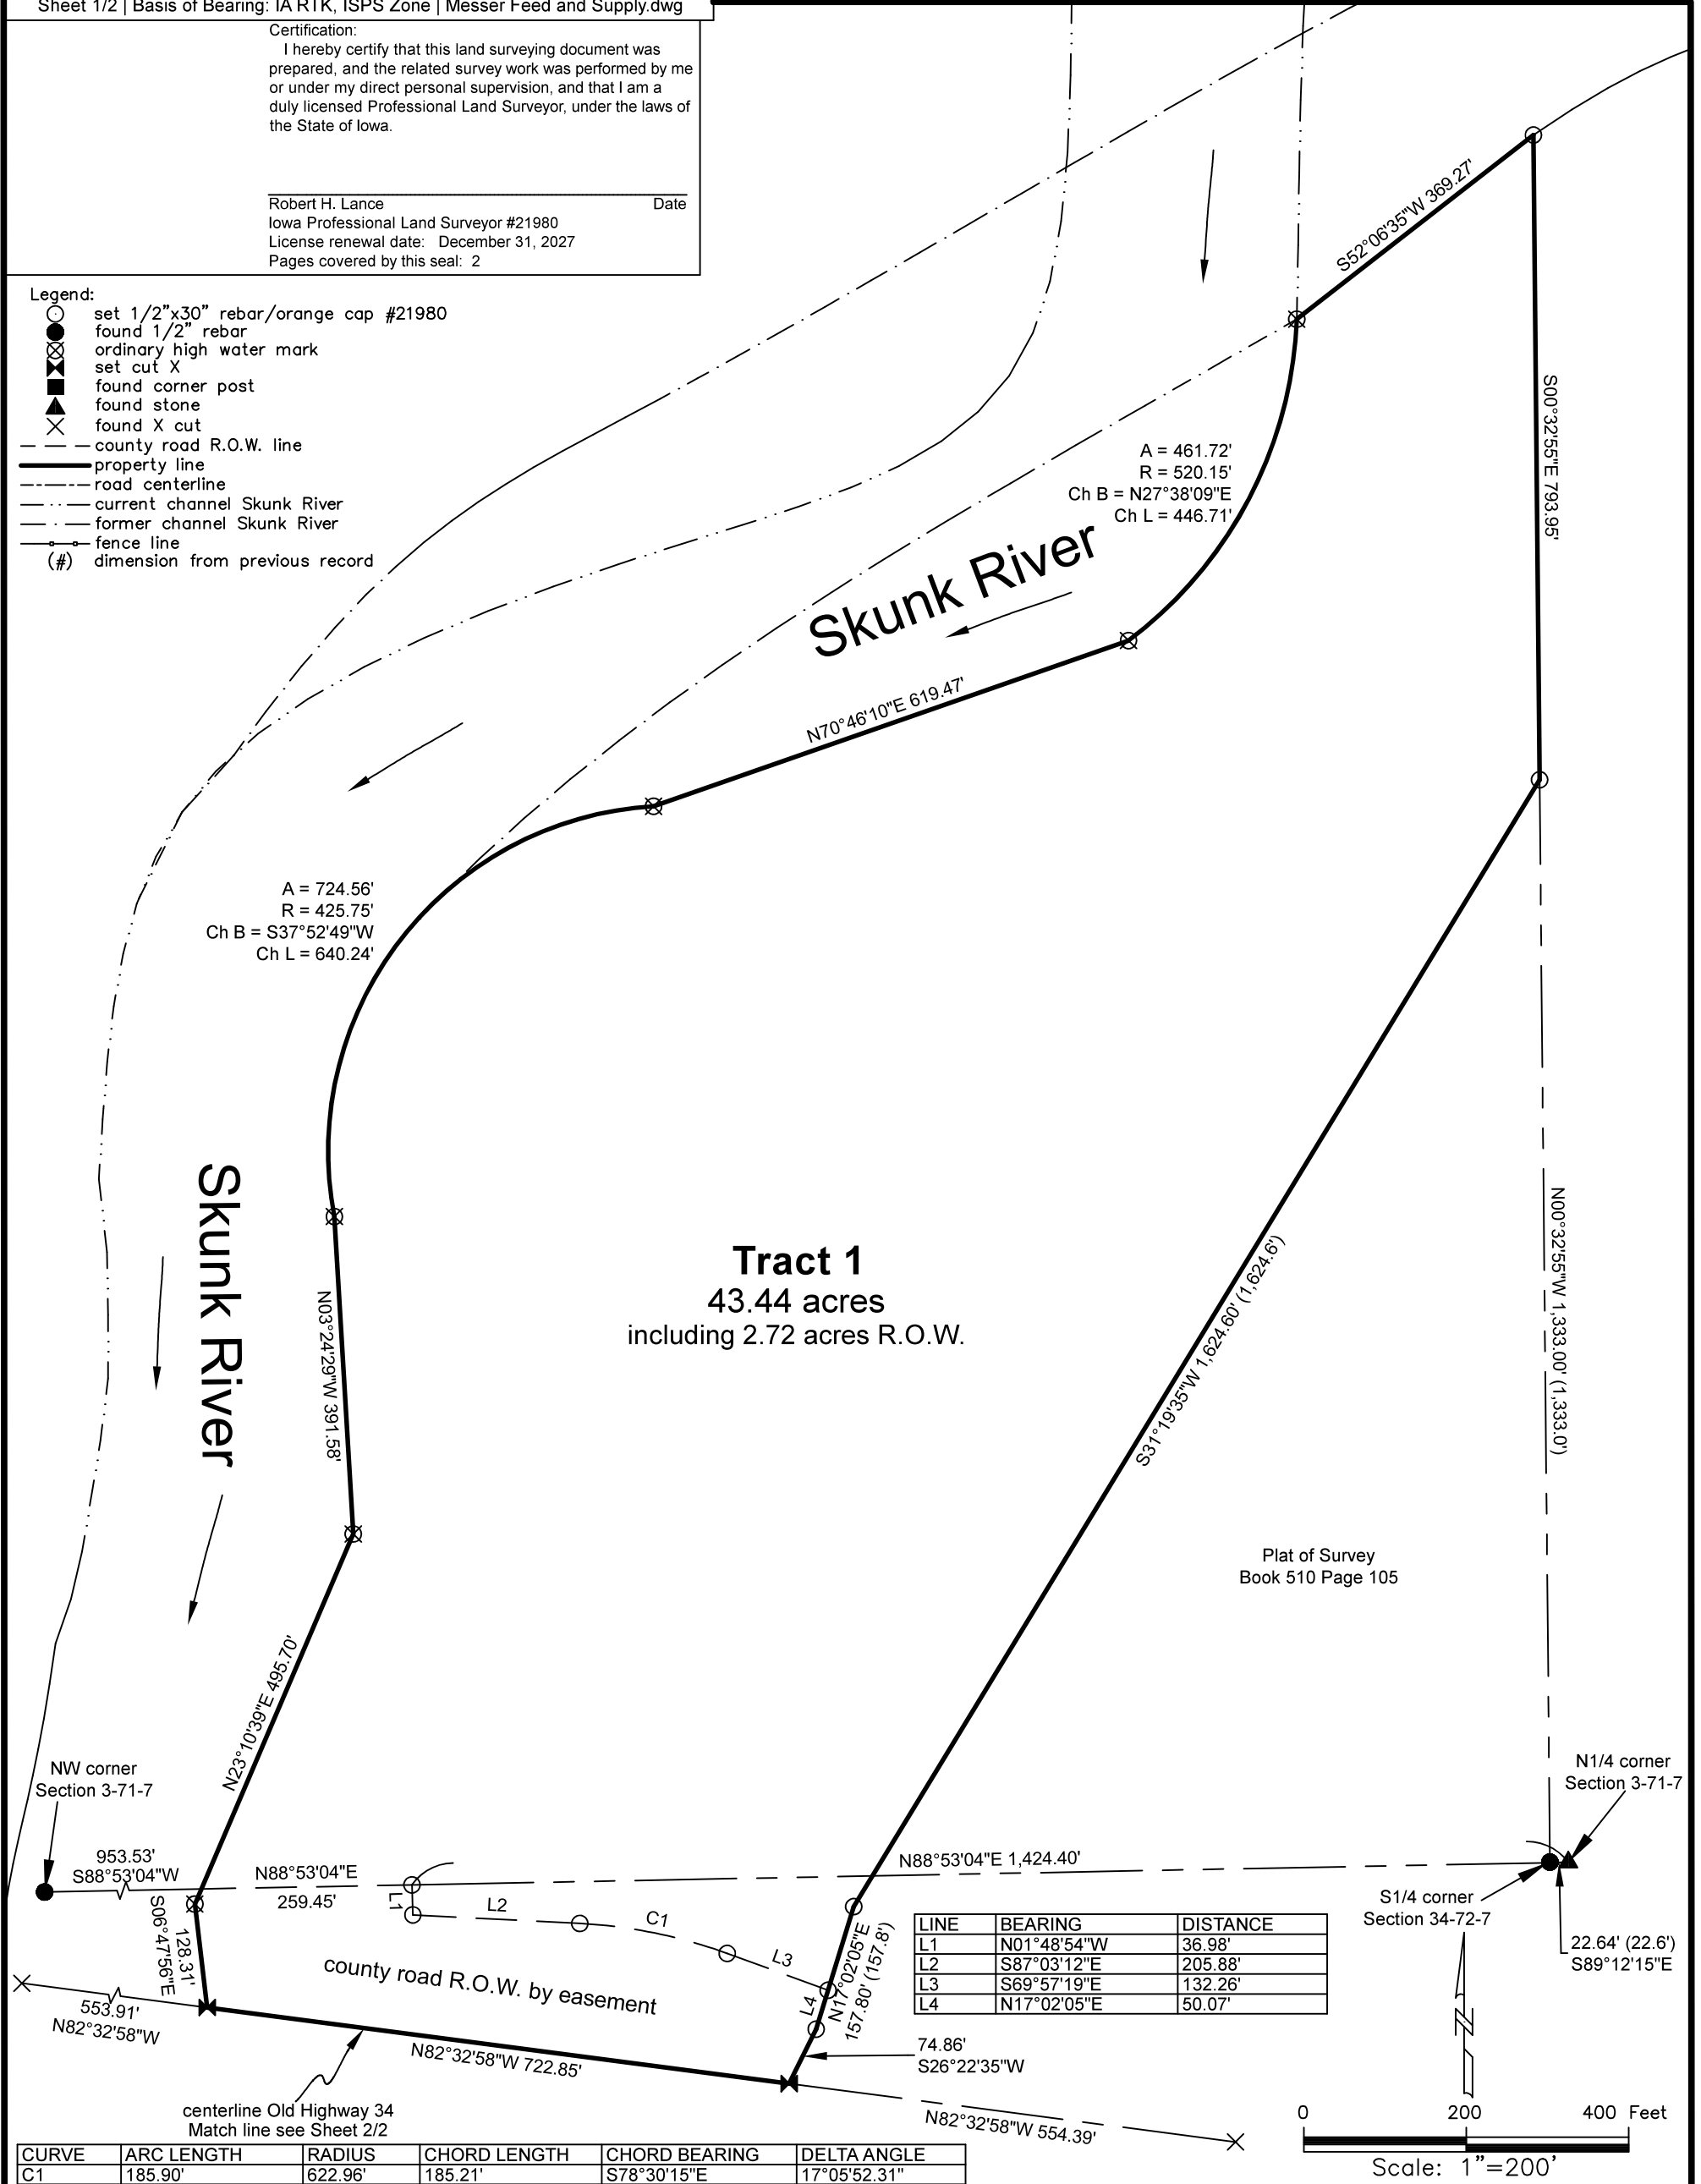 Sheet 1/2 | Basis of Bearing: IA RTK, ISPS Zone | Messer Feed and Supply.dwg
Certification:
I hereby certify that this land surveying document was
prepared, and the related survey work was performed by me
or under my direct personal supervision, and that I am a
duly licensed Professional Land Surveyor, under the laws of
the State of Iowa.
Robert H. Lance Date
Iowa Professional Land Surveyor #21980
License renewal date: December 31, 2027
Pages covered by this seal: 2
Legend:
set 1/2"x30" rebar/orange cap #21980
found 1/2" rebar
ordinary high water mark
set cut X
found corner post
found stone
found X cut
county road R.O.W. line
property line
road centerline
current channel Skunk River
former channel Skunk River
fence line
(#) dimension from previous record
S52°06'35"W 369.27'
S00°32'55"E 793.95'
A = 461.72'
R = 520.15'
Ch B = N27°38'09"E
Ch L = 446.71'
Skunk River
N70°46'10"E 619.47'
A = 724.56'
R = 425.75'
Ch B = S37°52'49"W
Ch L = 640.24'
Skunk River
N03°24'29"W 391.58'
Tract 1
43.44 acres
including 2.72 acres R.O.W.
S31°19'35"W 1,624.60' (1,624.6')
N00°32'55"W 1,333.00' (1,333.0')
Plat of Survey
Book 510 Page 105
N23°10'39"E 495.70'
NW corner
Section 3-71-7
N1/4 corner
Section 3-71-7
953.53'
S88°53'04"W
N88°53'04"E
259.45'
N88°53'04"E 1,424.40'
S1/4 corner
Section 34-72-7
22.64' (22.6')
S89°12'15"E
S06°47'56"E
128.31'
L1
L2
C1
L3
L4
N17°02'05"E
157.80' (157.8')
county road R.O.W. by easement
LINE BEARING DISTANCE
L1 N01°48'54"W 36.98'
L2 S87°03'12"E 205.88'
L3 S69°57'19"E 132.26'
L4 N17°02'05"E 50.07'
553.91'
N82°32'58"W
N82°32'58"W 722.85'
74.86'
S26°22'35"W
N82°32'58"W 554.39'
centerline Old Highway 34
Match line see Sheet 2/2
N
0 200 400 Feet
Scale: 1"=200'
CURVE ARC LENGTH RADIUS CHORD LENGTH CHORD BEARING DELTA ANGLE
C1 185.90' 622.96' 185.21' S78°30'15"E 17°05'52.31"